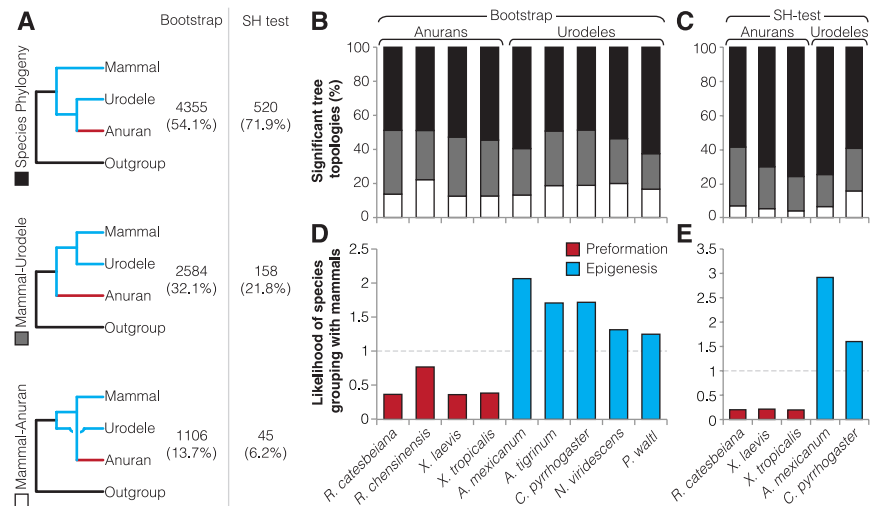 A
Bootstrap
SH test
Species Phylogeny
Mammal
Urodele
Anuran
Outgroup
4355
(54.1%)
520
(71.9%)
Mammal-Urodele
Mammal
Urodele
Anuran
Outgroup
2584
(32.1%)
158
(21.8%)
Mammal-Anuran
Mammal
Urodele
Anuran
Outgroup
1106
(13.7%)
45
(6.2%)
B
Bootstrap
Anurans
Urodeles
Significant tree
topologies (%)
100
80
60
40
20
0
C
SH-test
Anurans
Urodeles
100
80
60
40
20
0
D
Preformation
Epigenesis
Likelihood of species
grouping with mammals
2.5
2
1.5
1
0.5
0
R. catesbeiana
R. chensinensis
X. laevis
X. tropicalis
A. mexicanum
A. tigrinum
C. pyrrhogaster
N. viridescens
P. waltl
E
3.5
3
2.5
2
1.5
1
0.5
0
R. catesbeiana
X. laevis
X. tropicalis
A. mexicanum
C. pyrrhogaster